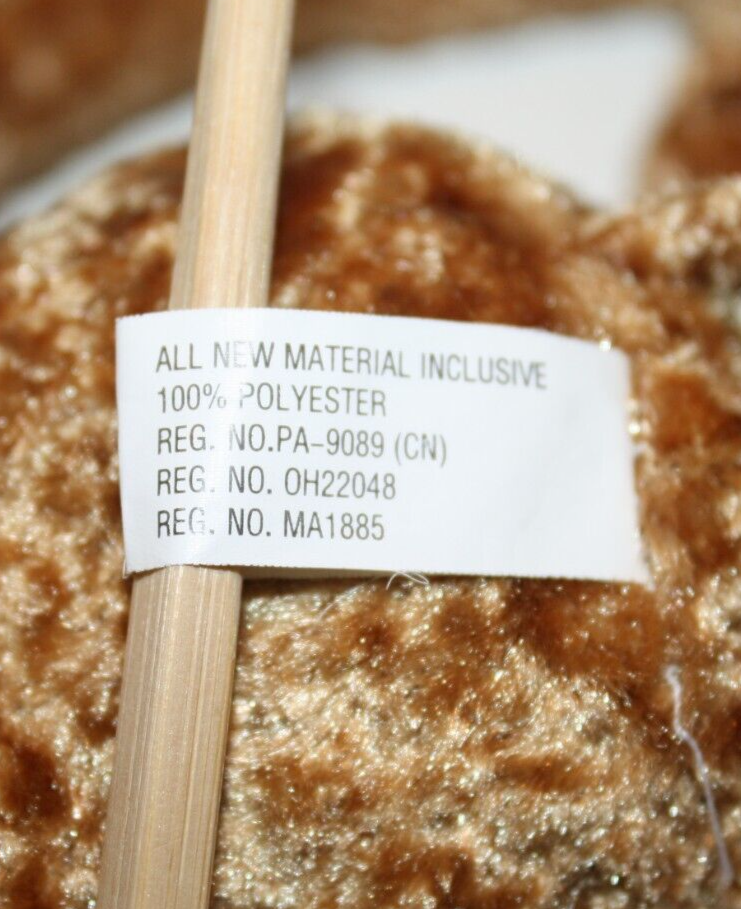 ALL NEW MATERIAL INCLUSIVE
100% POLYESTER
REG. NO.PA-9089 (CN)
REG. NO. OH22048
REG. NO. MA1885